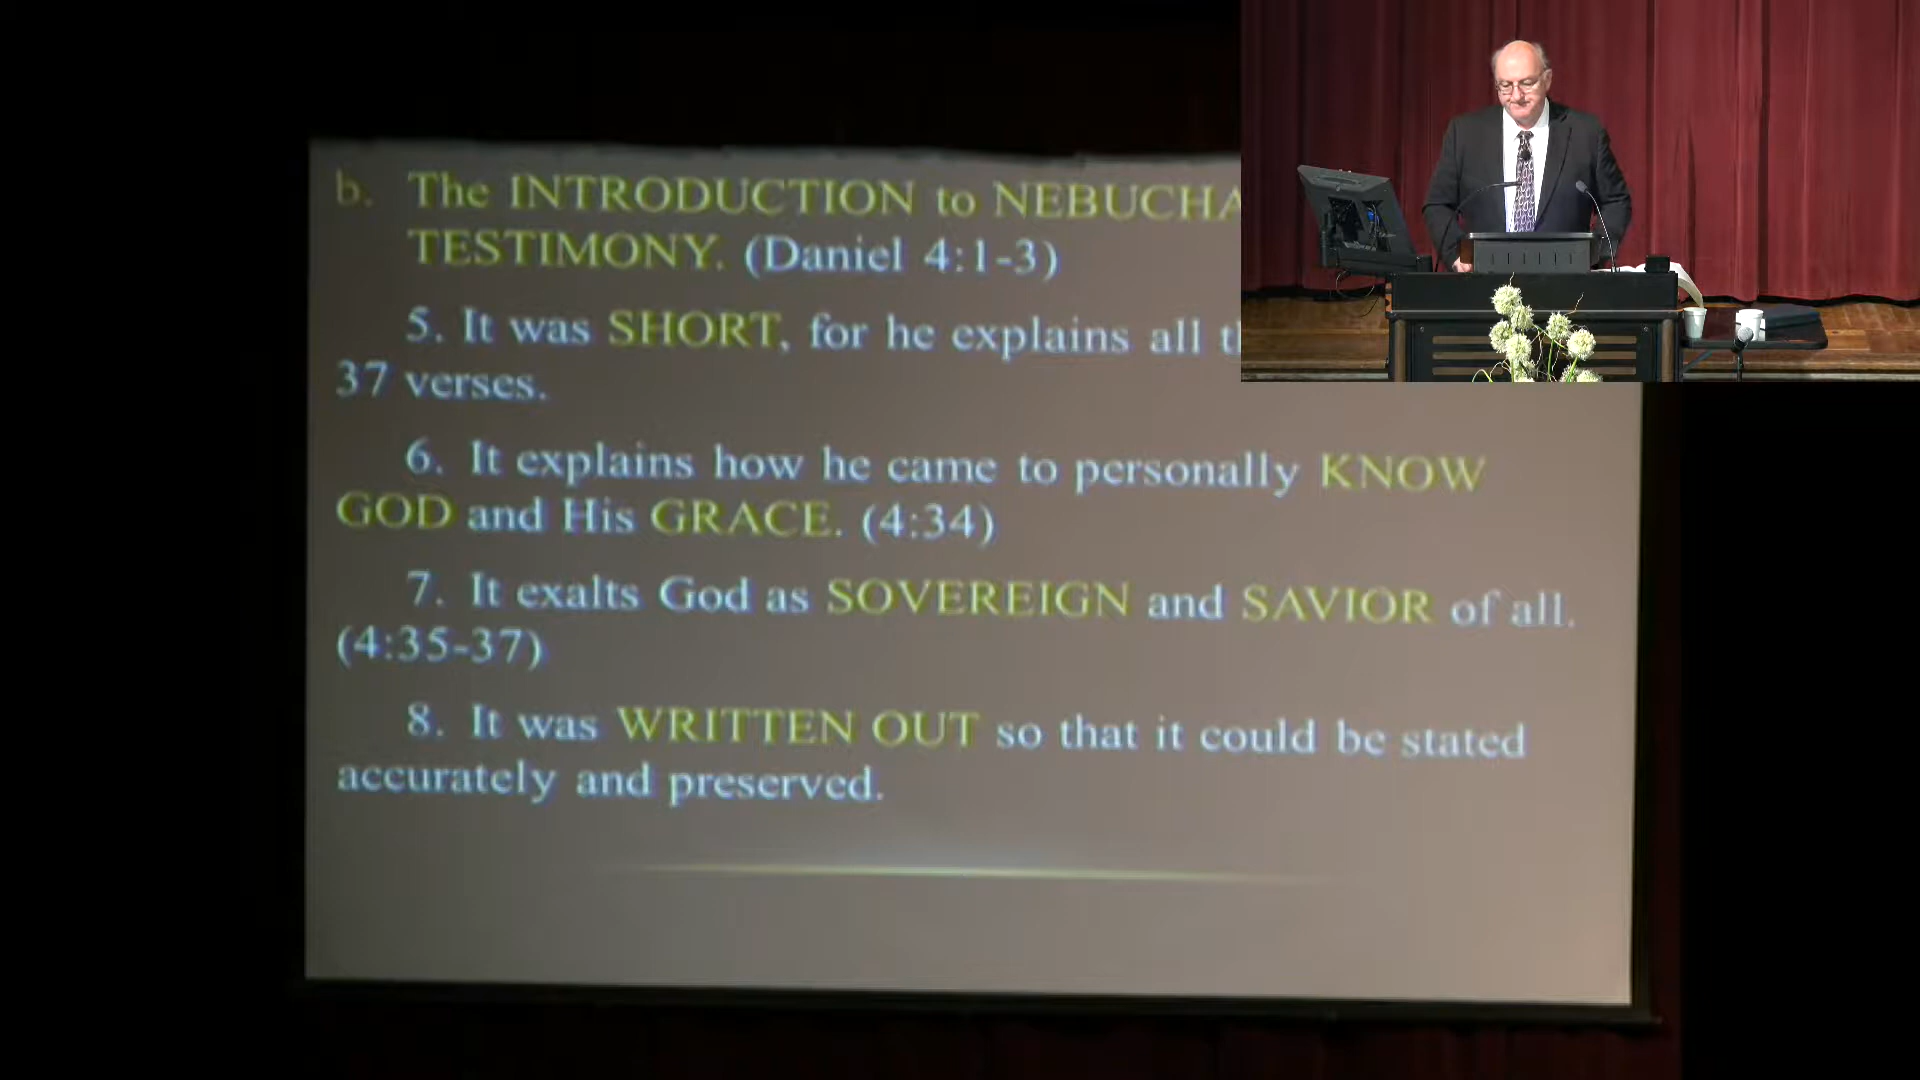 b. The INTRODUCTION to
TESTIMONY. (Daniel 4:1-3)
5. It was SHORT, for he explains all
37 verses.
6. It explains how he came to personally KNOW
GOD and His GRACE. (4:34)
7. It exalts God as SOVEREIGN and SAVIOR of all.
(4:35-37)
8. It was WRITTEN OUT so that it could be stated
accurately and preserved.